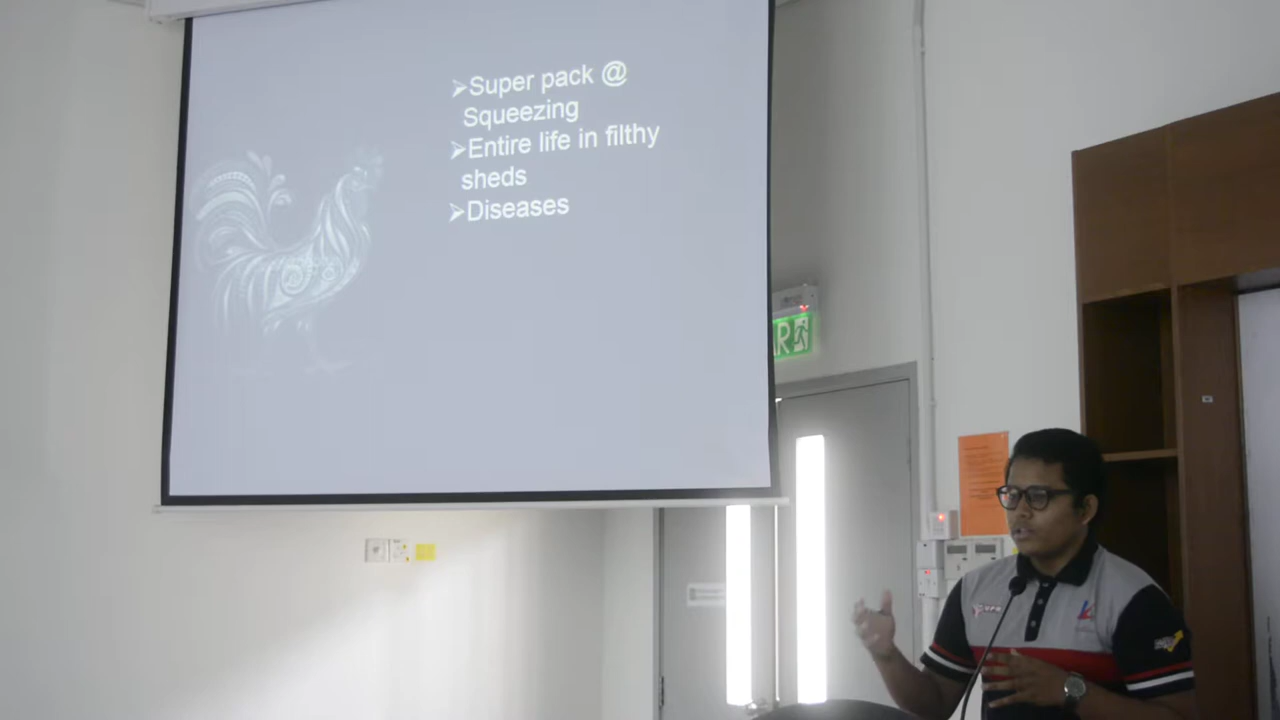 ➢Super pack @
Squeezing
➢Entire life in filthy
sheds
➢Diseases